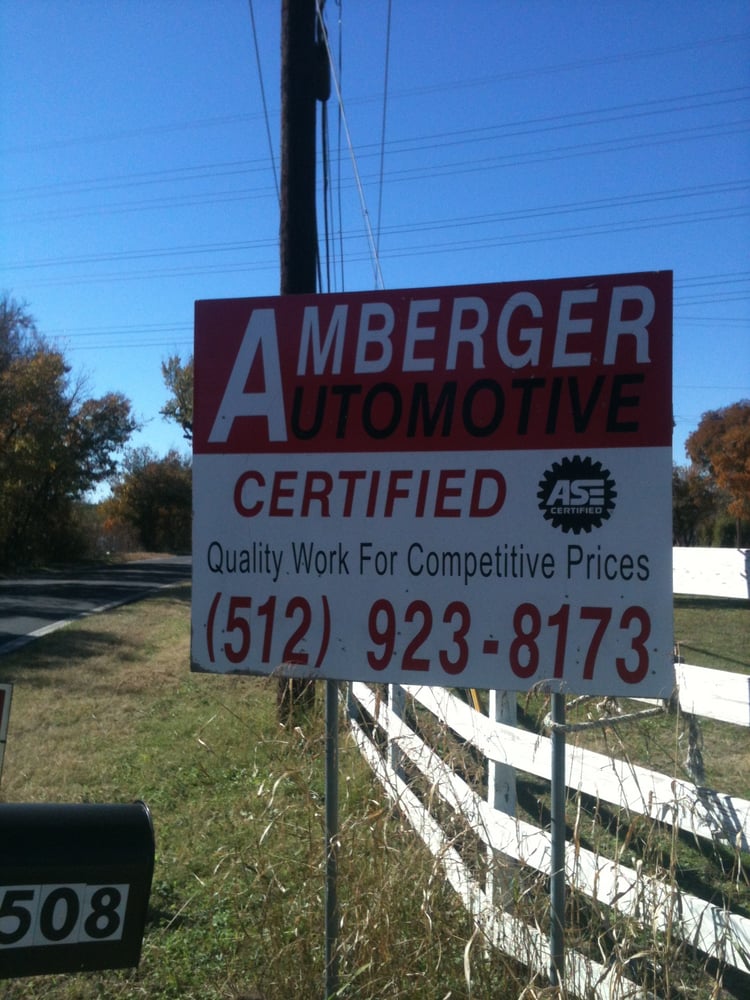 AMBERGER
AUTOMOTIVE
CERTIFIED
ASE
CERTIFIED
Quality Work For Competitive Prices
(512) 923-8173
508